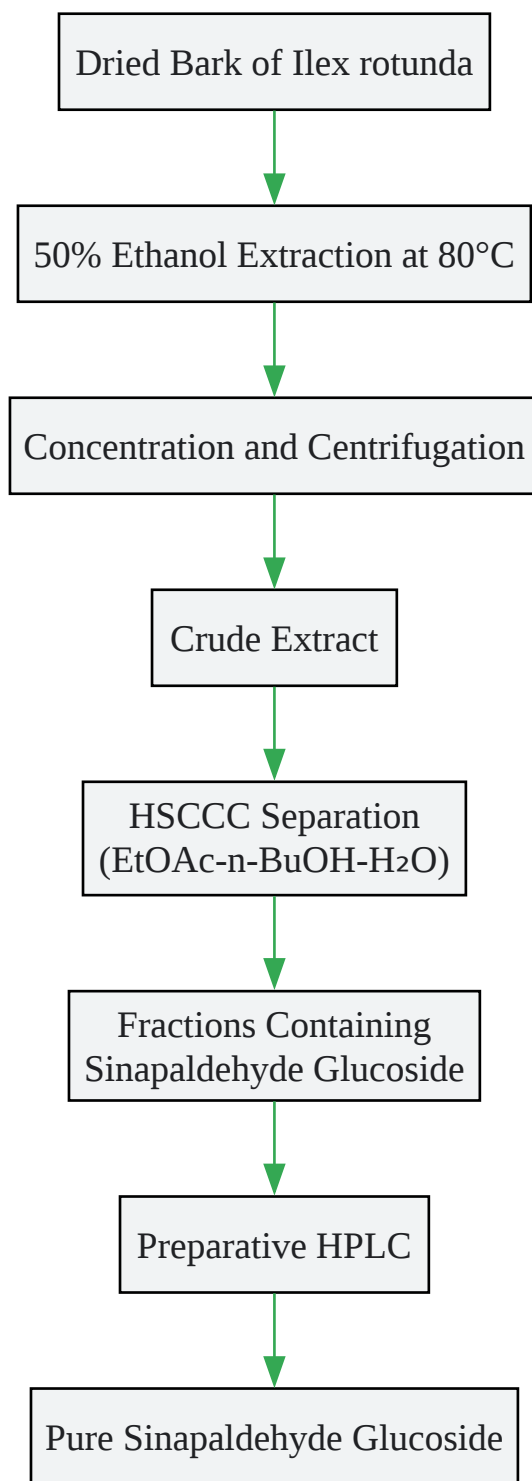 Dried Bark of Ilex rotunda
50% Ethanol Extraction at 80°C
Concentration and Centrifugation
Crude Extract
HSCCC Separation
(EtOAc-n-BuOH-H₂O)
Fractions Containing
Sinapaldehyde Glucoside
Preparative HPLC
Pure Sinapaldehyde Glucoside